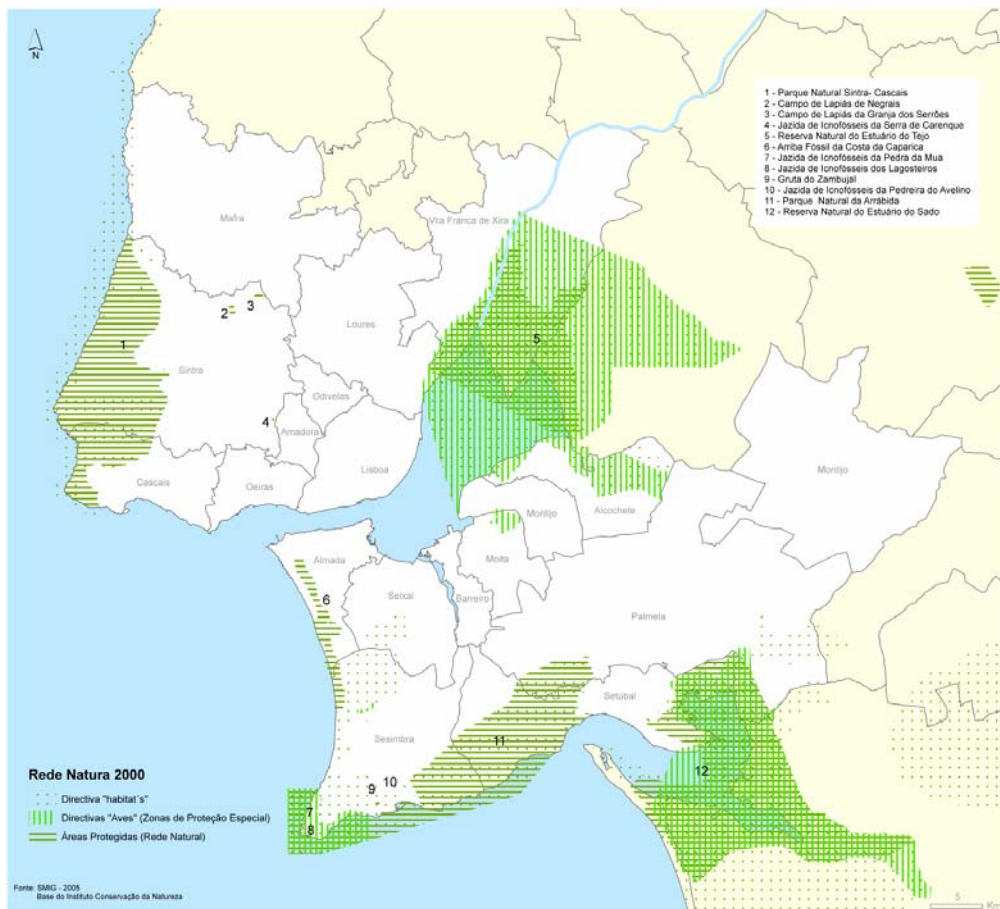 N
1 - Parque Natural Sintra- Cascais
2 - Campo de Lapiás de Negrais
3 - Campo de Lapiás da Granja dos Serrões
4 - Jazida de Icnofósseis da Serra de Carenque
5 - Reserva Natural do Estuário do Tejo
6 - Arriba Fóssil da Costa da Caparica
7 - Jazida de Icnofósseis da Pedra da Mua
8 - Jazida de Icnofósseis dos Lagosteiros
9 - Gruta do Zambujal
10 - Jazida de Icnofósseis da Pedreira do Avelino
11 - Parque Natural da Arrábida
12 - Reserva Natural do Estuário do Sado
Mafra
Vila Franca de Xira
2
3
Loures
1
5
Sintra
Odivelas
4
Amadora
Lisboa
Cascais
Oeiras
Montijo
Montijo
Alcochete
Almada
Moita
6
Seixal
Barreiro
Palmela
Setúbal
Sesimbra
11
12
9
10
7
8
Rede Natura 2000
Directiva "habitat´s"
Directivas "Aves" (Zonas de Proteção Especial)
Áreas Protegidas (Rede Natural)
Fonte: SMIG - 2005
Base do Instituto Conservação da Natureza
5
Km